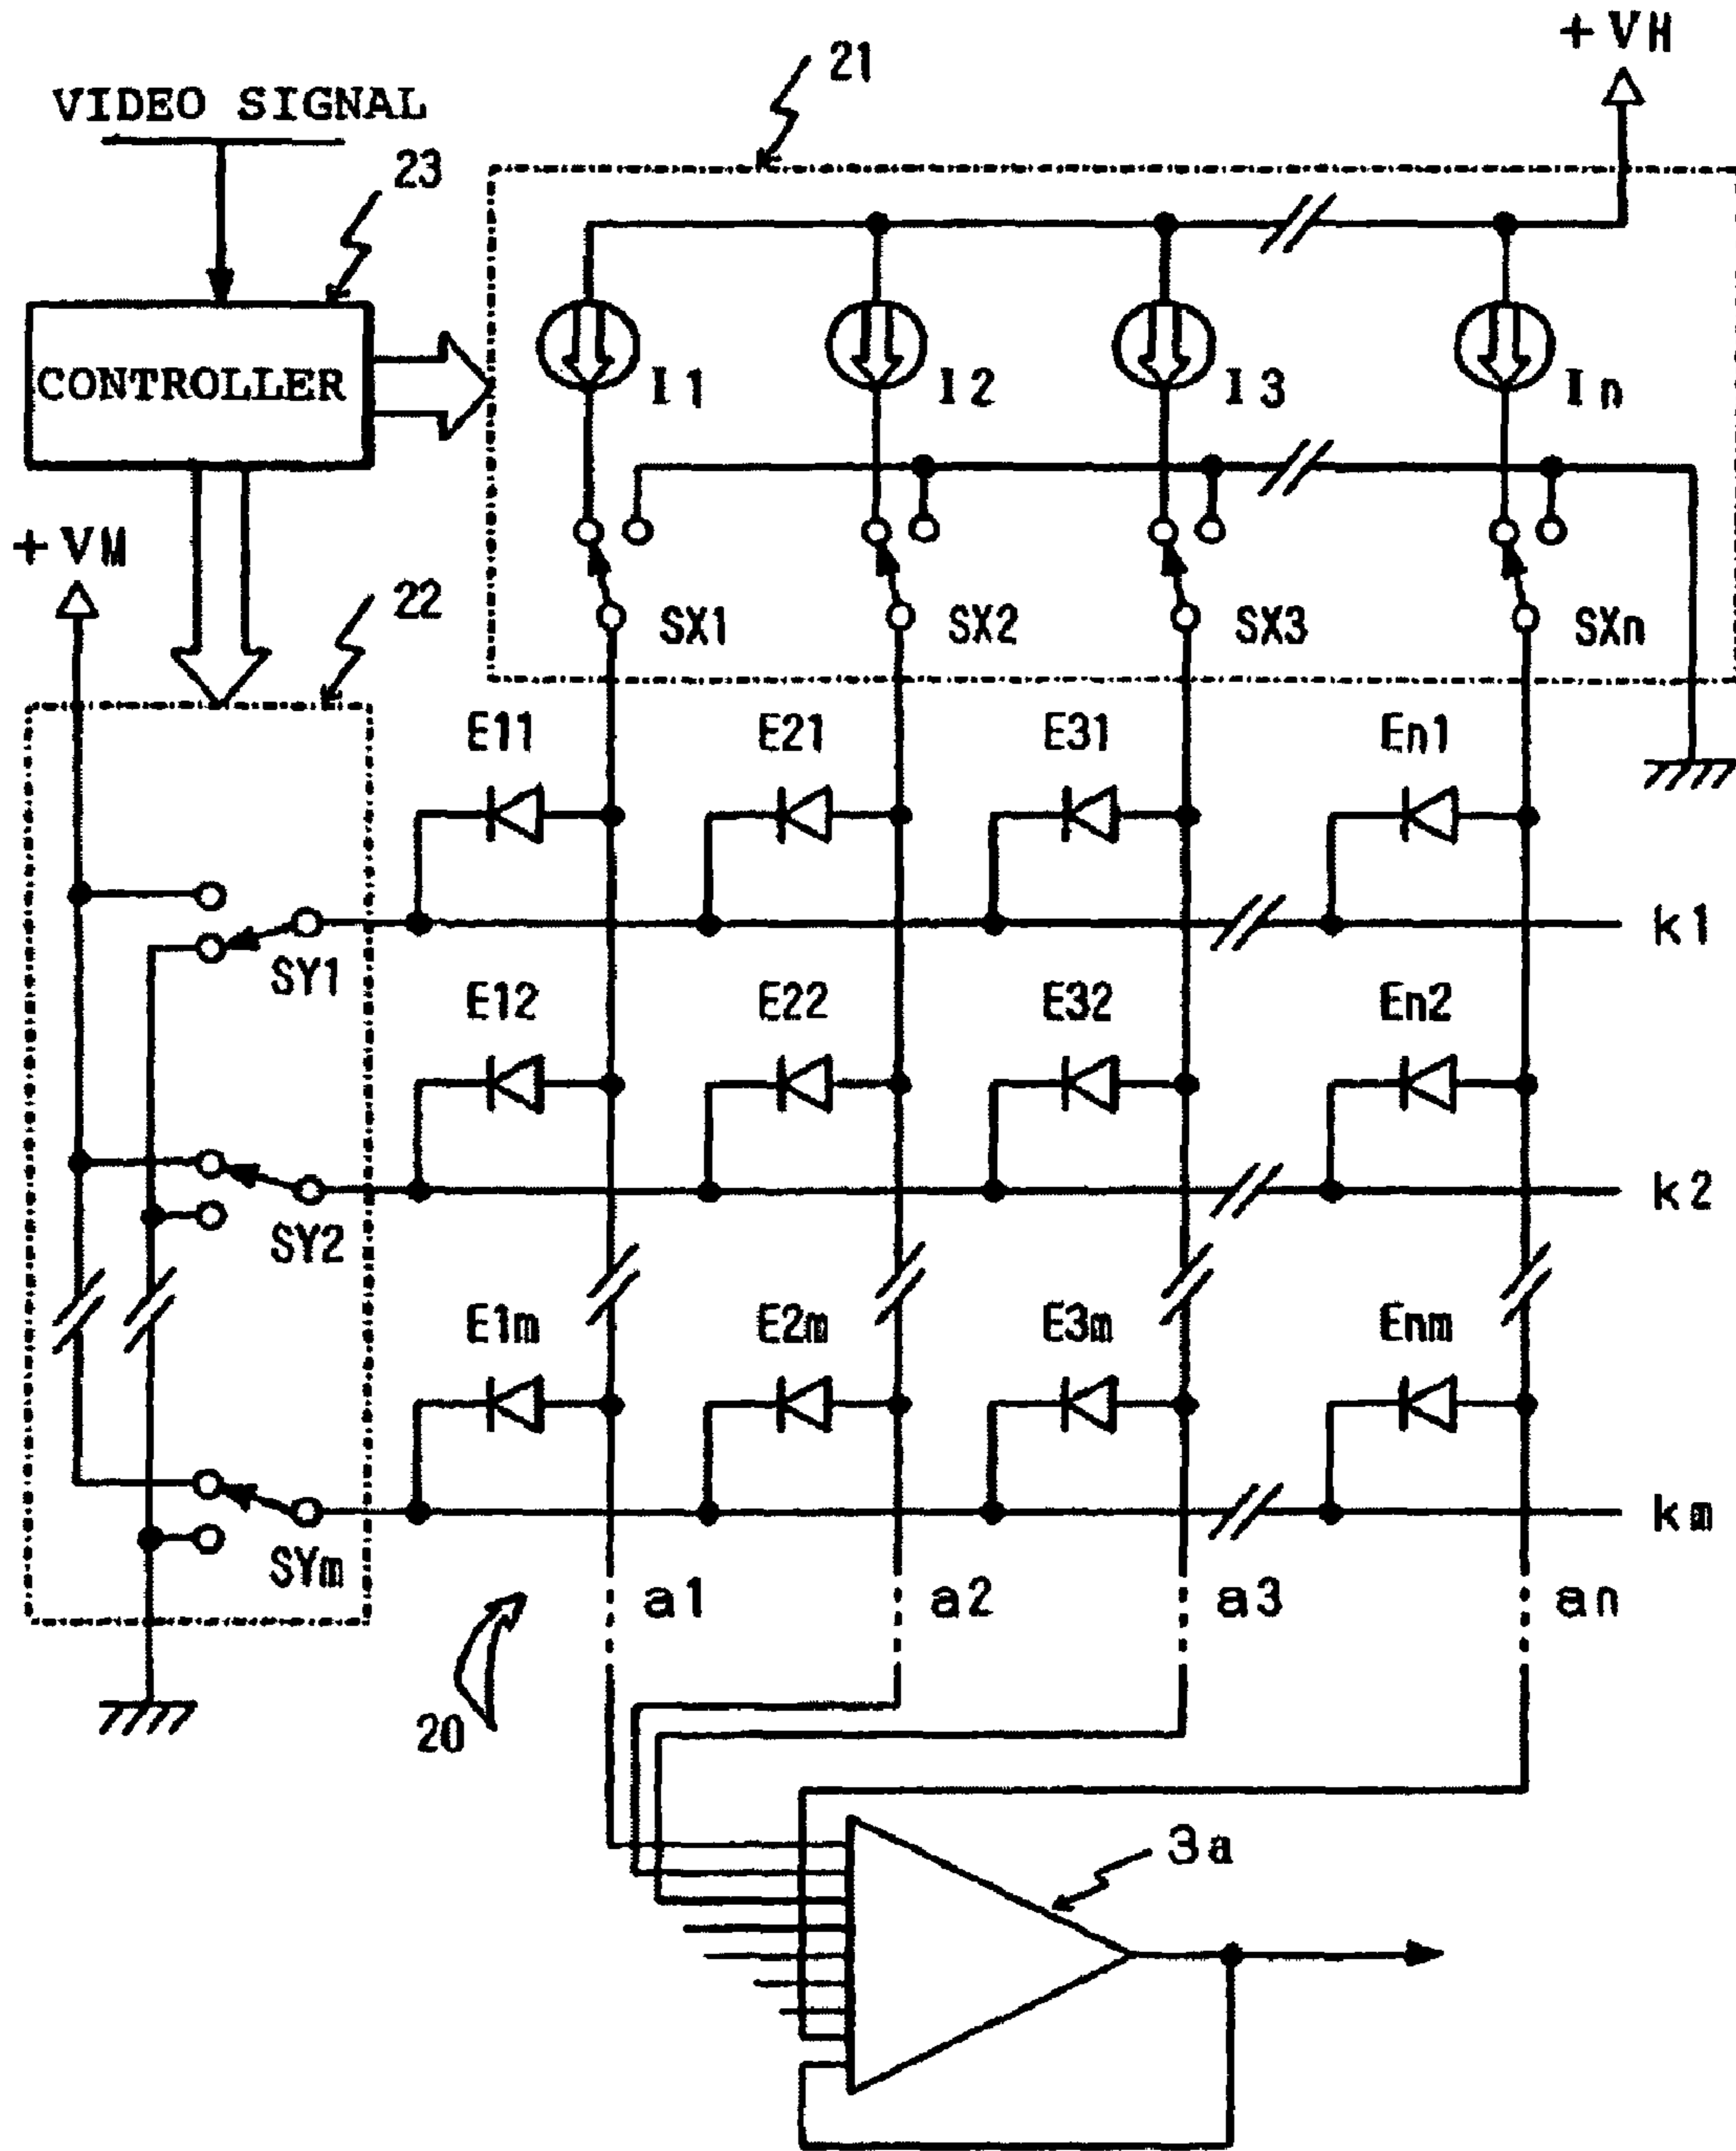 +VH
21
VIDEO SIGNAL
23
CONTROLLER
I1 I2 I3 In
+VM
22
SX1 SX2 SX3 SXn
E11 E21 E31 En1
SY1
k1
E12 E22 E32 En2
SY2
k2
E1m E2m E3m Enm
SYm
km
a1 a2 a3 an
20
3a